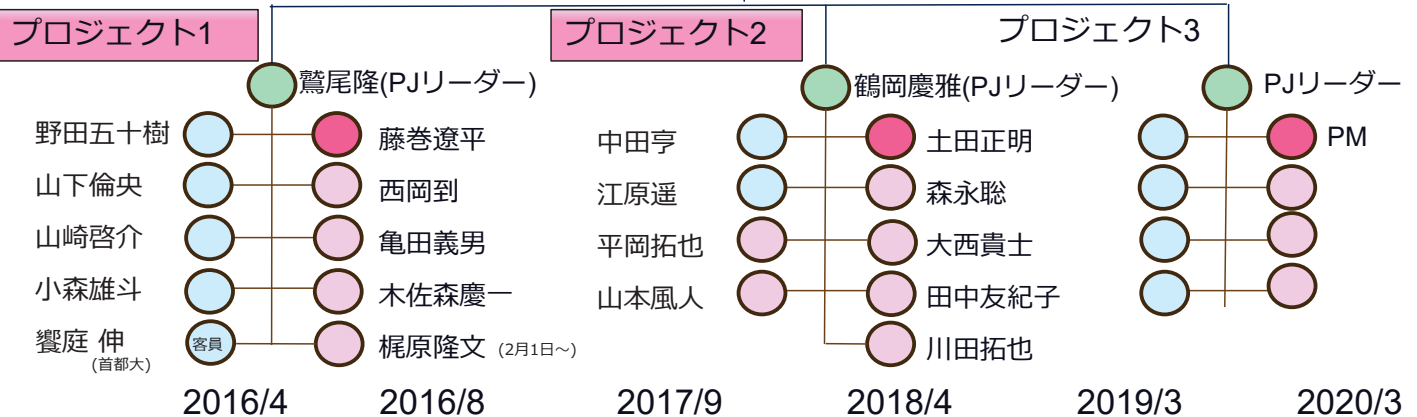 プロジェクト1
プロジェクト2
プロジェクト3
鷲尾隆(PJリーダー)
鶴岡慶雅(PJリーダー)
PJリーダー
野田五十樹
藤巻遼平
中田亨
土田正明
PM
山下倫央
西岡到
江原遥
森永聡
山崎啓介
亀田義男
平岡拓也
大西貴士
小森雄斗
木佐森慶一
山本風人
田中友紀子
饗庭 伸
(首都大)
客員
梶原隆文 (2月1日～)
川田拓也
2016/4
2016/8
2017/9
2018/4
2019/3
2020/3